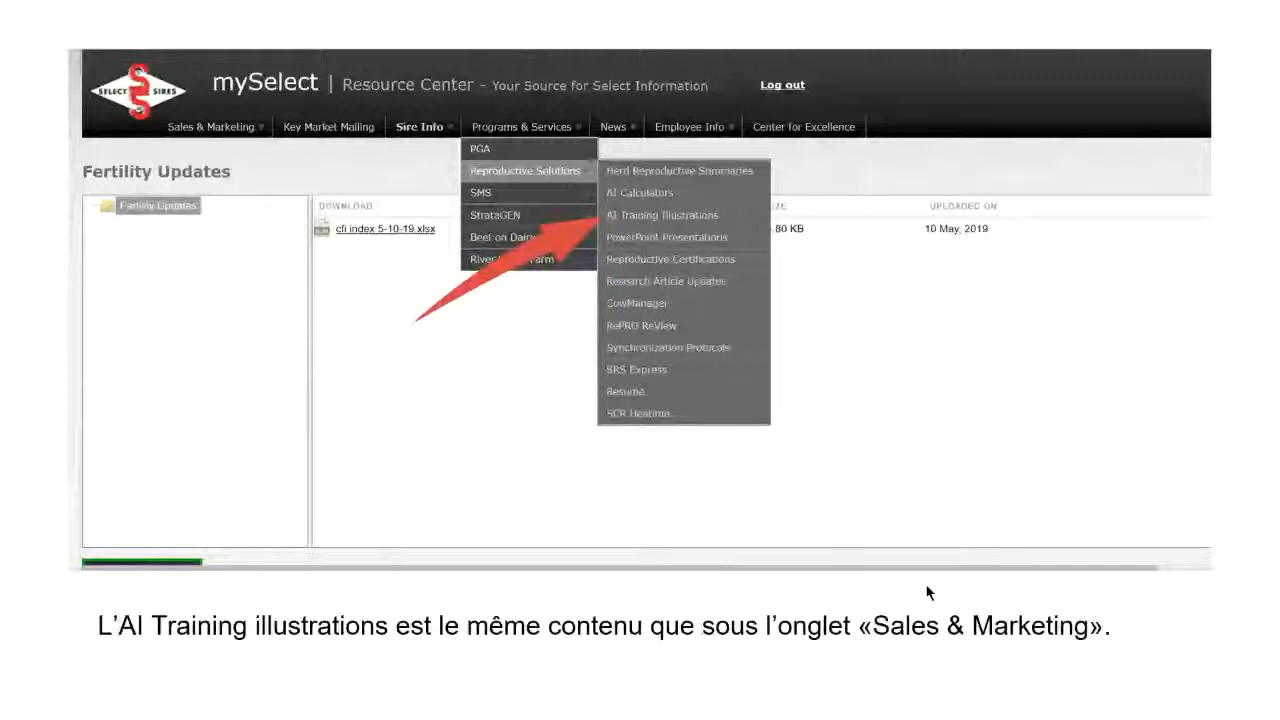 SELECT SIRES
mySelect | Resource Center – Your Source for Select Information
Log out
Sales & Marketing
Key Market Mailing
Sire Info
Programs & Services
News
Employee Info
Center for Excellence
Fertility Updates
Fertility Updates
DOWNLOAD
UPLOADED ON
cfi index 5-10-19.xlsx
.80 KB
10 May, 2019
PGA
Reproductive Solutions
SMS
StrataGEN
Beef on Dairy
Herd Reproductive Summaries
AI Calculators
AI Training Illustrations
PowerPoint Presentations
Reproductive Certifications
Research Article Updates
CowManager
RePRO ReView
Synchronization Protocols
SRS Express
Resume
SCR Heatime
L’AI Training illustrations est le même contenu que sous l’onglet «Sales & Marketing».